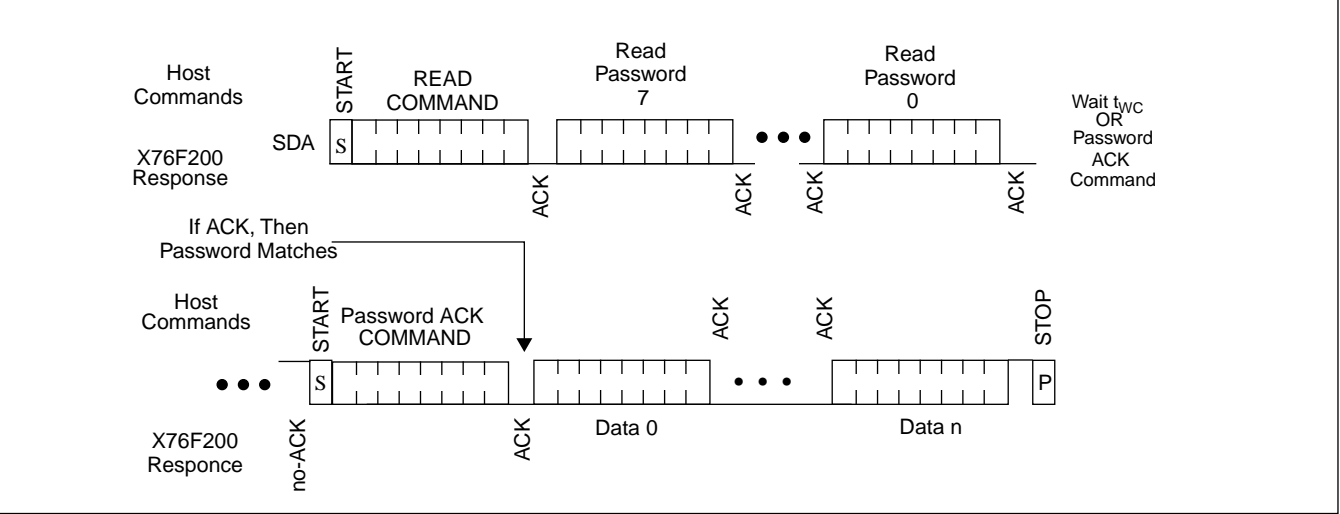 Host
Commands
START
READ
COMMAND
Read
Password
7
Read
Password
0
Wait tWC
OR
Password
ACK
Command
SDA
S
X76F200
Response
ACK
ACK
ACK
ACK
If ACK, Then
Password Matches
Host
Commands
START
Password ACK
COMMAND
ACK
ACK
STOP
S
P
X76F200
Responce
no-ACK
ACK
Data 0
Data n